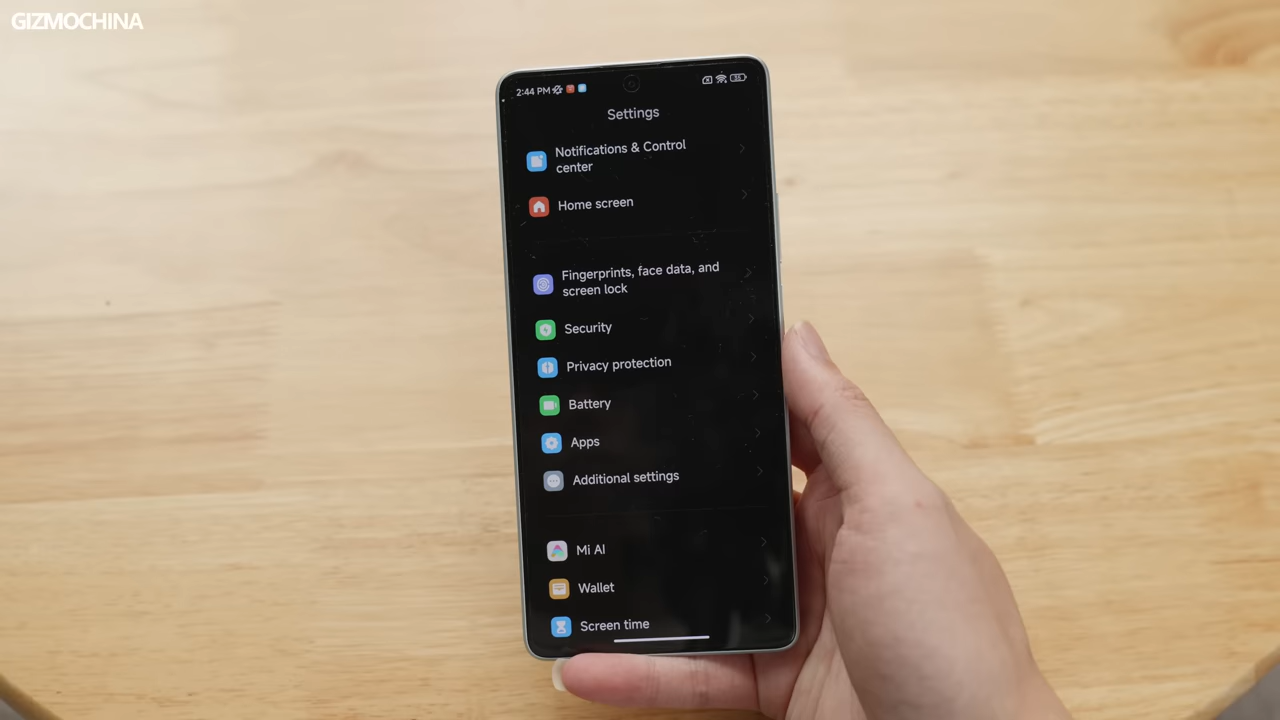 GIZMOCHINA
2:44 PM
Settings
Notifications & Control
center
Home screen
Fingerprints, face data, and
screen lock
Security
Privacy protection
Battery
Apps
Additional settings
Mi AI
Wallet
Screen time